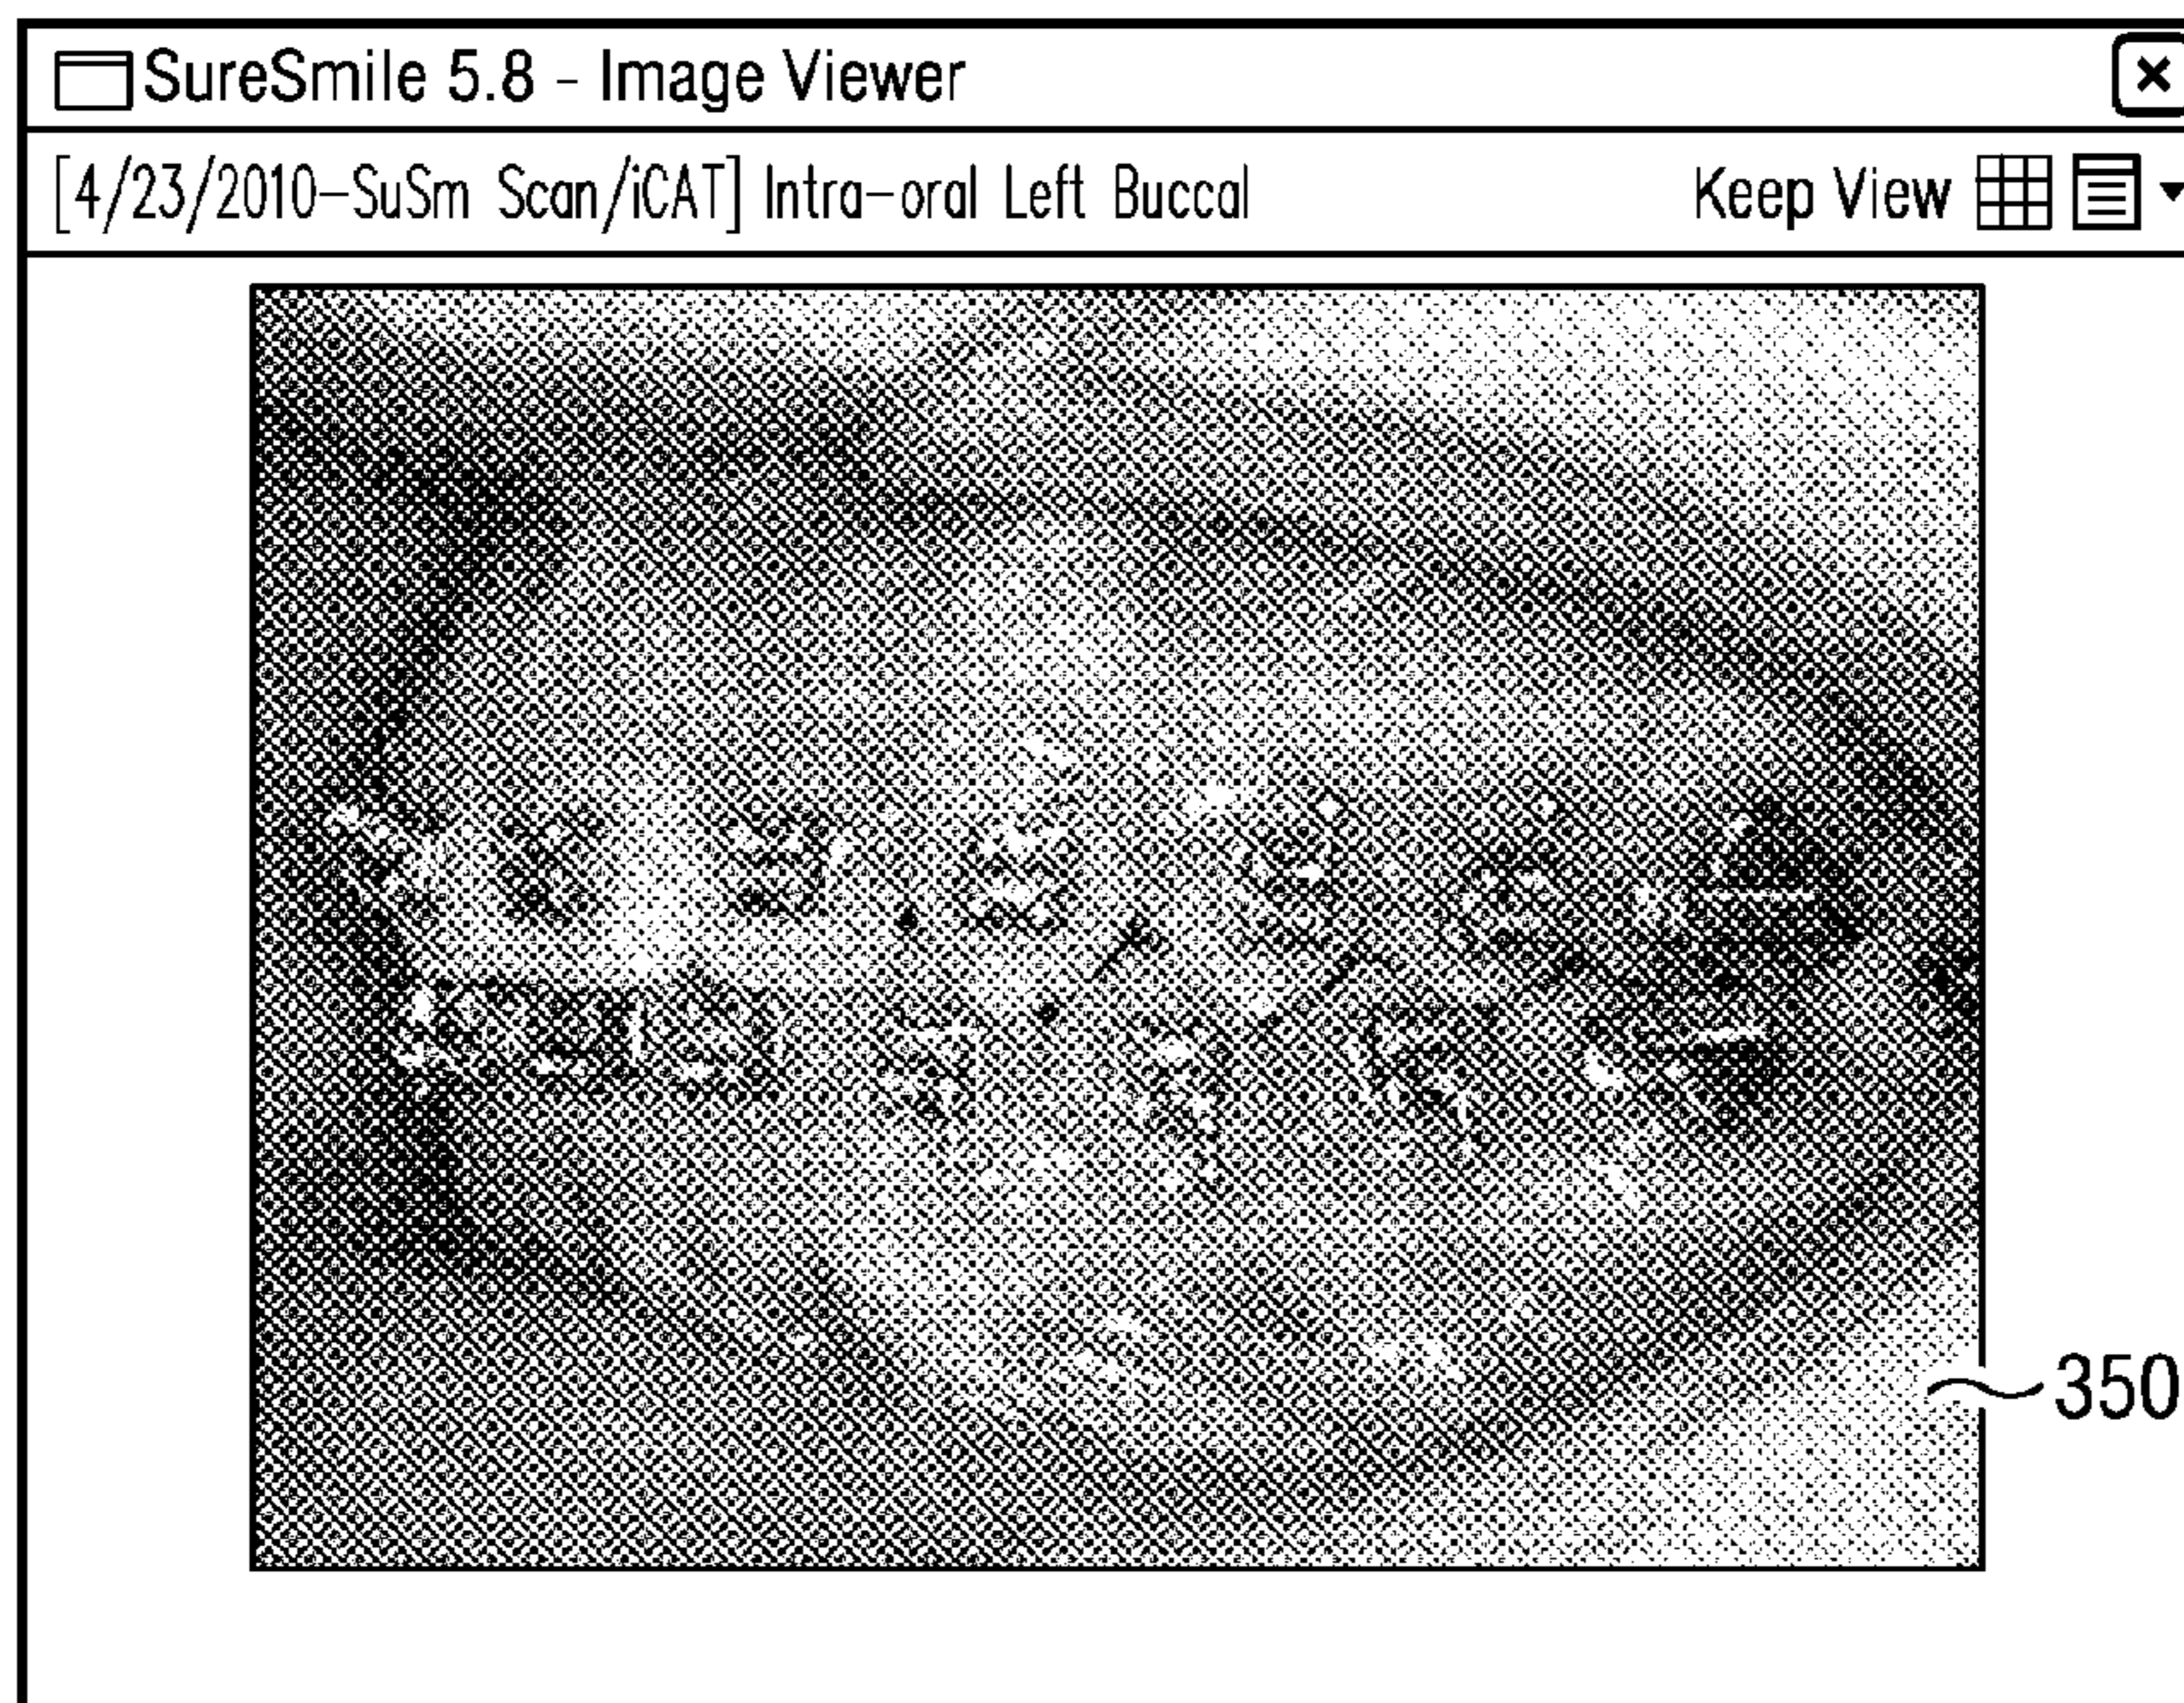 SureSmile 5.8 - Image Viewer
[4/23/2010-SuSm Scan/iCAT] Intra-oral Left Buccal Keep View
350